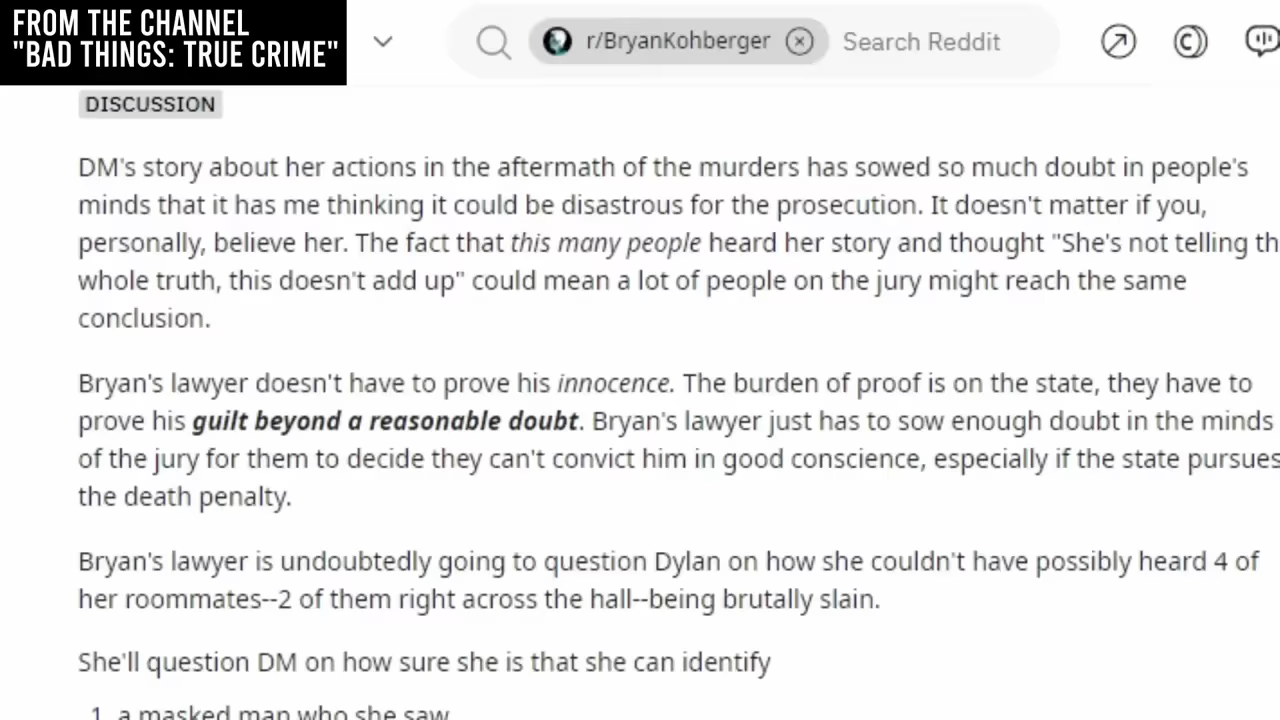 FROM THE CHANNEL
"BAD THINGS: TRUE CRIME"
r/BryanKohberger
Search Reddit
DISCUSSION
DM's story about her actions in the aftermath of the murders has sowed so much doubt in people's
minds that it has me thinking it could be disastrous for the prosecution. It doesn't matter if you,
personally, believe her. The fact that this many people heard her story and thought "She's not telling th
whole truth, this doesn't add up" could mean a lot of people on the jury might reach the same
conclusion.
Bryan's lawyer doesn't have to prove his innocence. The burden of proof is on the state, they have to
prove his guilt beyond a reasonable doubt. Bryan's lawyer just has to sow enough doubt in the minds
of the jury for them to decide they can't convict him in good conscience, especially if the state pursues
the death penalty.
Bryan's lawyer is undoubtedly going to question Dylan on how she couldn't have possibly heard 4 of
her roommates--2 of them right across the hall--being brutally slain.
She'll question DM on how sure she is that she can identify
1. a masked man who she saw